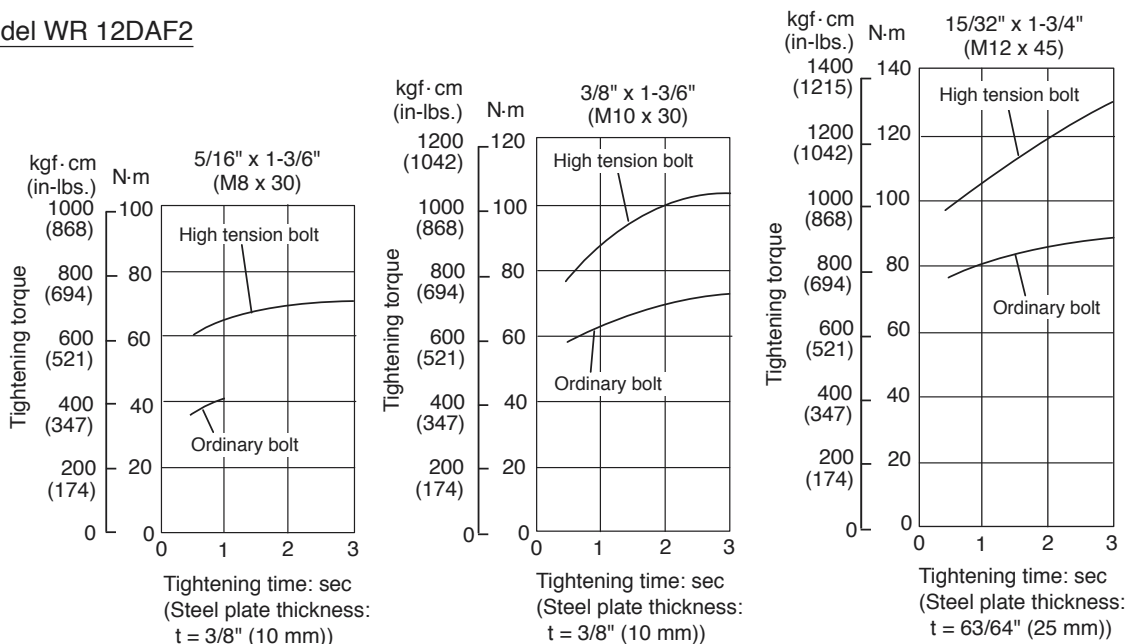 del WR 12DAF2
kgf·cm
(in-lbs.)
N·m
5/16" x 1-3/6"
(M8 x 30)
1000
(868)
800
(694)
600
(521)
400
(347)
200
(174)
0
100
80
60
40
20
0
Tightening torque
High tension bolt
Ordinary bolt
0 1 2 3
Tightening time: sec
(Steel plate thickness:
t = 3/8" (10 mm))
kgf·cm
(in-lbs.)
N·m
3/8" x 1-3/6"
(M10 x 30)
1200
(1042)
1000
(868)
800
(694)
600
(521)
400
(347)
200
(174)
0
120
100
80
60
40
20
0
Tightening torque
High tension bolt
Ordinary bolt
0 1 2 3
Tightening time: sec
(Steel plate thickness:
t = 3/8" (10 mm))
kgf·cm
(in-lbs.)
N·m
15/32" x 1-3/4"
(M12 x 45)
1400
(1215)
1200
(1042)
1000
(868)
800
(694)
600
(521)
400
(347)
200
(174)
0
140
120
100
80
60
40
20
0
Tightening torque
High tension bolt
Ordinary bolt
0 1 2 3
Tightening time: sec
(Steel plate thickness:
t = 63/64" (25 mm))